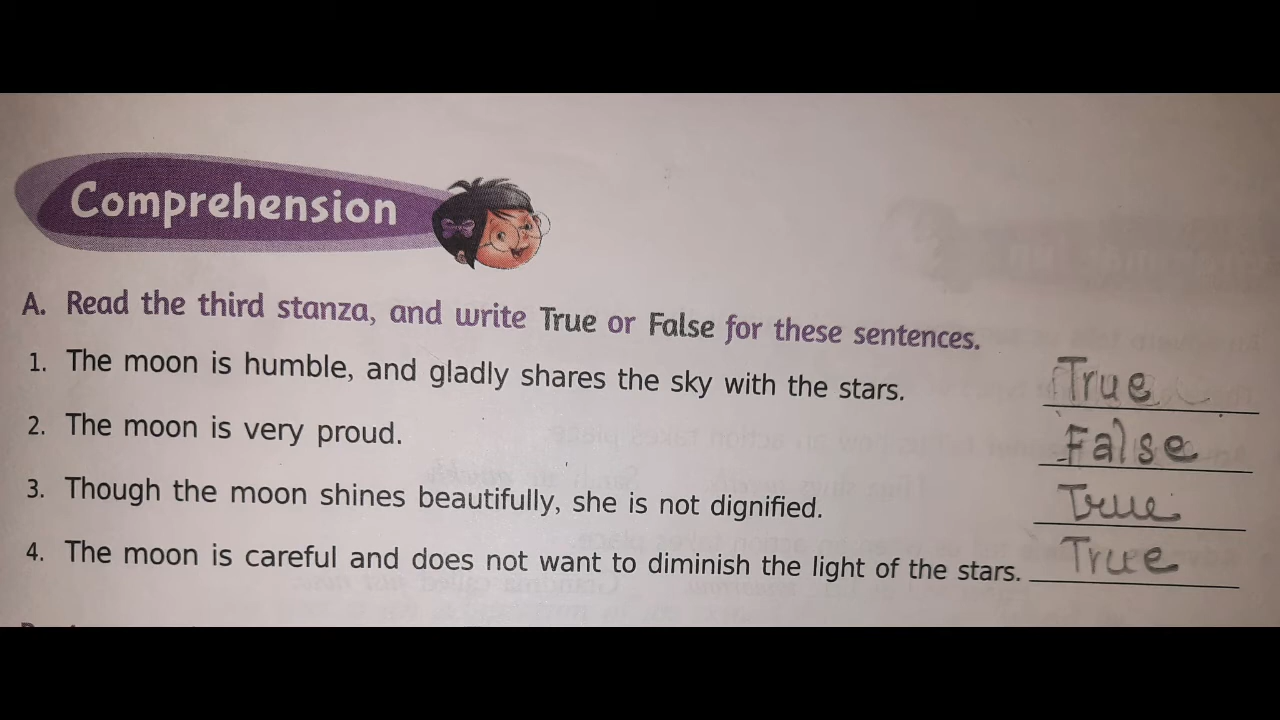 Comprehension
A. Read the third stanza, and write True or False for these sentences.
1. The moon is humble, and gladly shares the sky with the stars. True
2. The moon is very proud. False
3. Though the moon shines beautifully, she is not dignified. True
4. The moon is careful and does not want to diminish the light of the stars. True